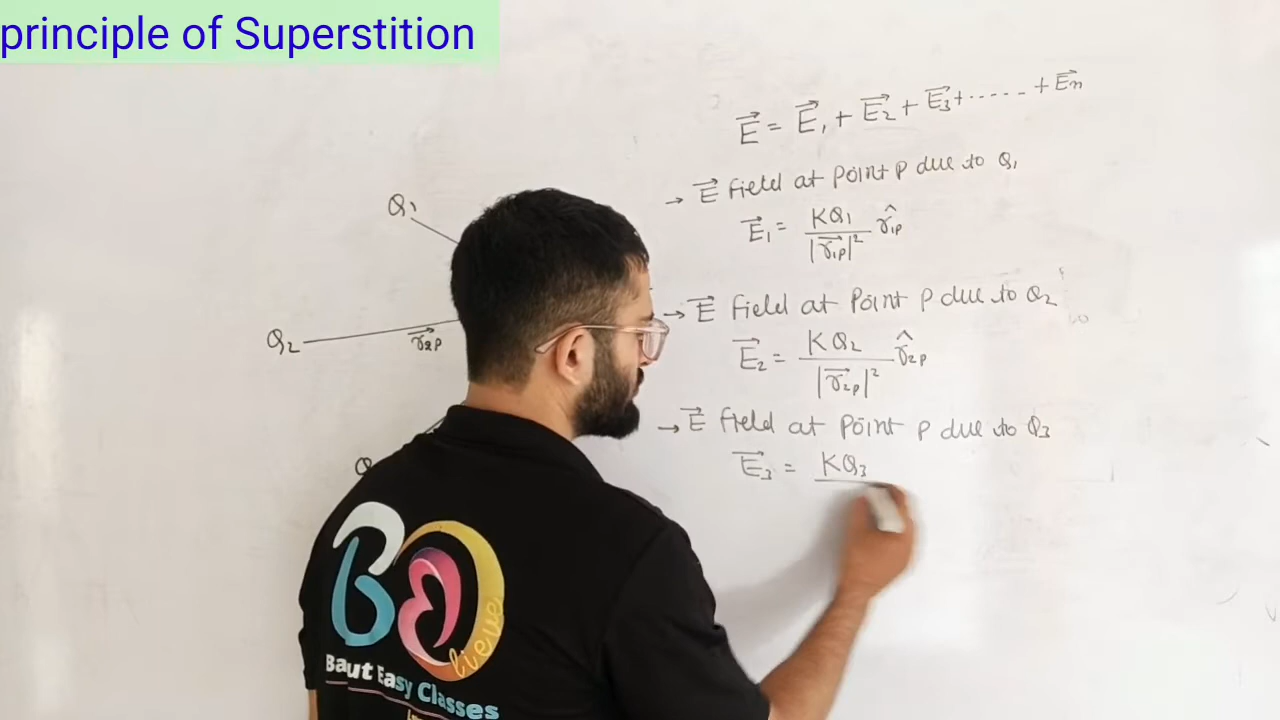 principle of Superstition
E⃗ = E⃗₁ + E⃗₂ + E⃗₃ + ..... + E⃗n
→ E⃗ field at point p due to Q₁
E⃗₁ = KQ₁ / |r⃗₁p|² r̂₁p
→ E⃗ field at point p due to Q₂
E⃗₂ = KQ₂ / |r⃗₂p|² r̂₂p
→ E⃗ field at point p due to Q₃
E⃗₃ = KQ₃
Q₁
Q₂
r⃗₂p
Q
BE
lieve
Baut Easy Classes